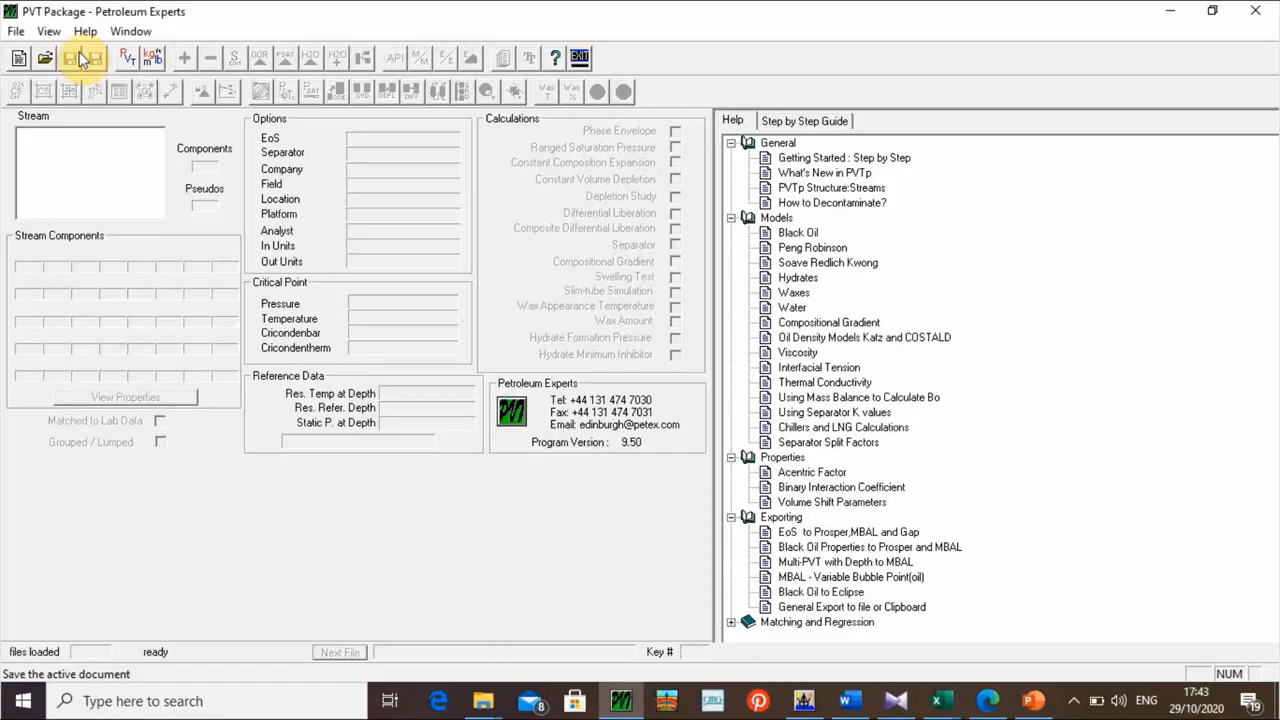 PVT Package - Petroleum Experts
File View Help Window
EXIT
API M/M E/E
Stream
Components
Pseudos
Stream Components
View Properties
Matched to Lab Data
Grouped / Lumped
Options
EoS
Separator
Company
Field
Location
Platform
Analyst
In Units
Out Units
Critical Point
Pressure
Temperature
Cricondenbar
Cricondentherm
Reference Data
Res. Temp at Depth
Res. Refer. Depth
Static P. at Depth
Calculations
Phase Envelope
Ranged Saturation Pressure
Constant Composition Expansion
Constant Volume Depletion
Depletion Study
Differential Liberation
Composite Differential Liberation
Separator
Compositional Gradient
Swelling Test
Slim-tube Simulation
Wax Appearance Temperature
Wax Amount
Hydrate Formation Pressure
Hydrate Minimum Inhibitor
Petroleum Experts
Tel: +44 131 474 7030
Fax: +44 131 474 7031
Email: edinburgh@petex.com
Program Version : 9.50
Help Step by Step Guide
General
Getting Started : Step by Step
What's New in PVTp
PVTp Structure:Streams
How to Decontaminate?
Models
Black Oil
Peng Robinson
Soave Redlich Kwong
Hydrates
Waxes
Water
Compositional Gradient
Oil Density Models Katz and COSTALD
Viscosity
Interfacial Tension
Thermal Conductivity
Using Mass Balance to Calculate Bo
Using Separator K values
Chillers and LNG Calculations
Separator Split Factors
Properties
Acentric Factor
Binary Interaction Coefficient
Volume Shift Parameters
Exporting
EoS to Prosper,MBAL and Gap
Black Oil Properties to Prosper and MBAL
Multi-PVT with Depth to MBAL
MBAL - Variable Bubble Point(oil)
Black Oil to Eclipse
General Export to file or Clipboard
Matching and Regression
files loaded ready Next File Key #
Save the active document NUM
Type here to search
8
ENG
17:43
29/10/2020
19